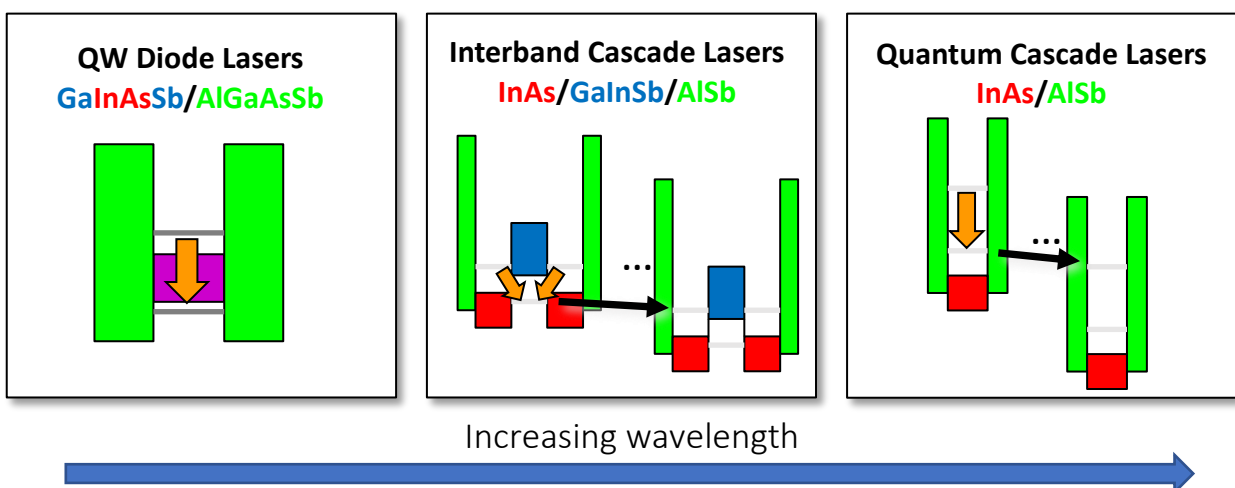 QW Diode Lasers
GaInAsSb/AlGaAsSb
Interband Cascade Lasers
InAs/GaInSb/AlSb
...
Quantum Cascade Lasers
InAs/AlSb
...
Increasing wavelength